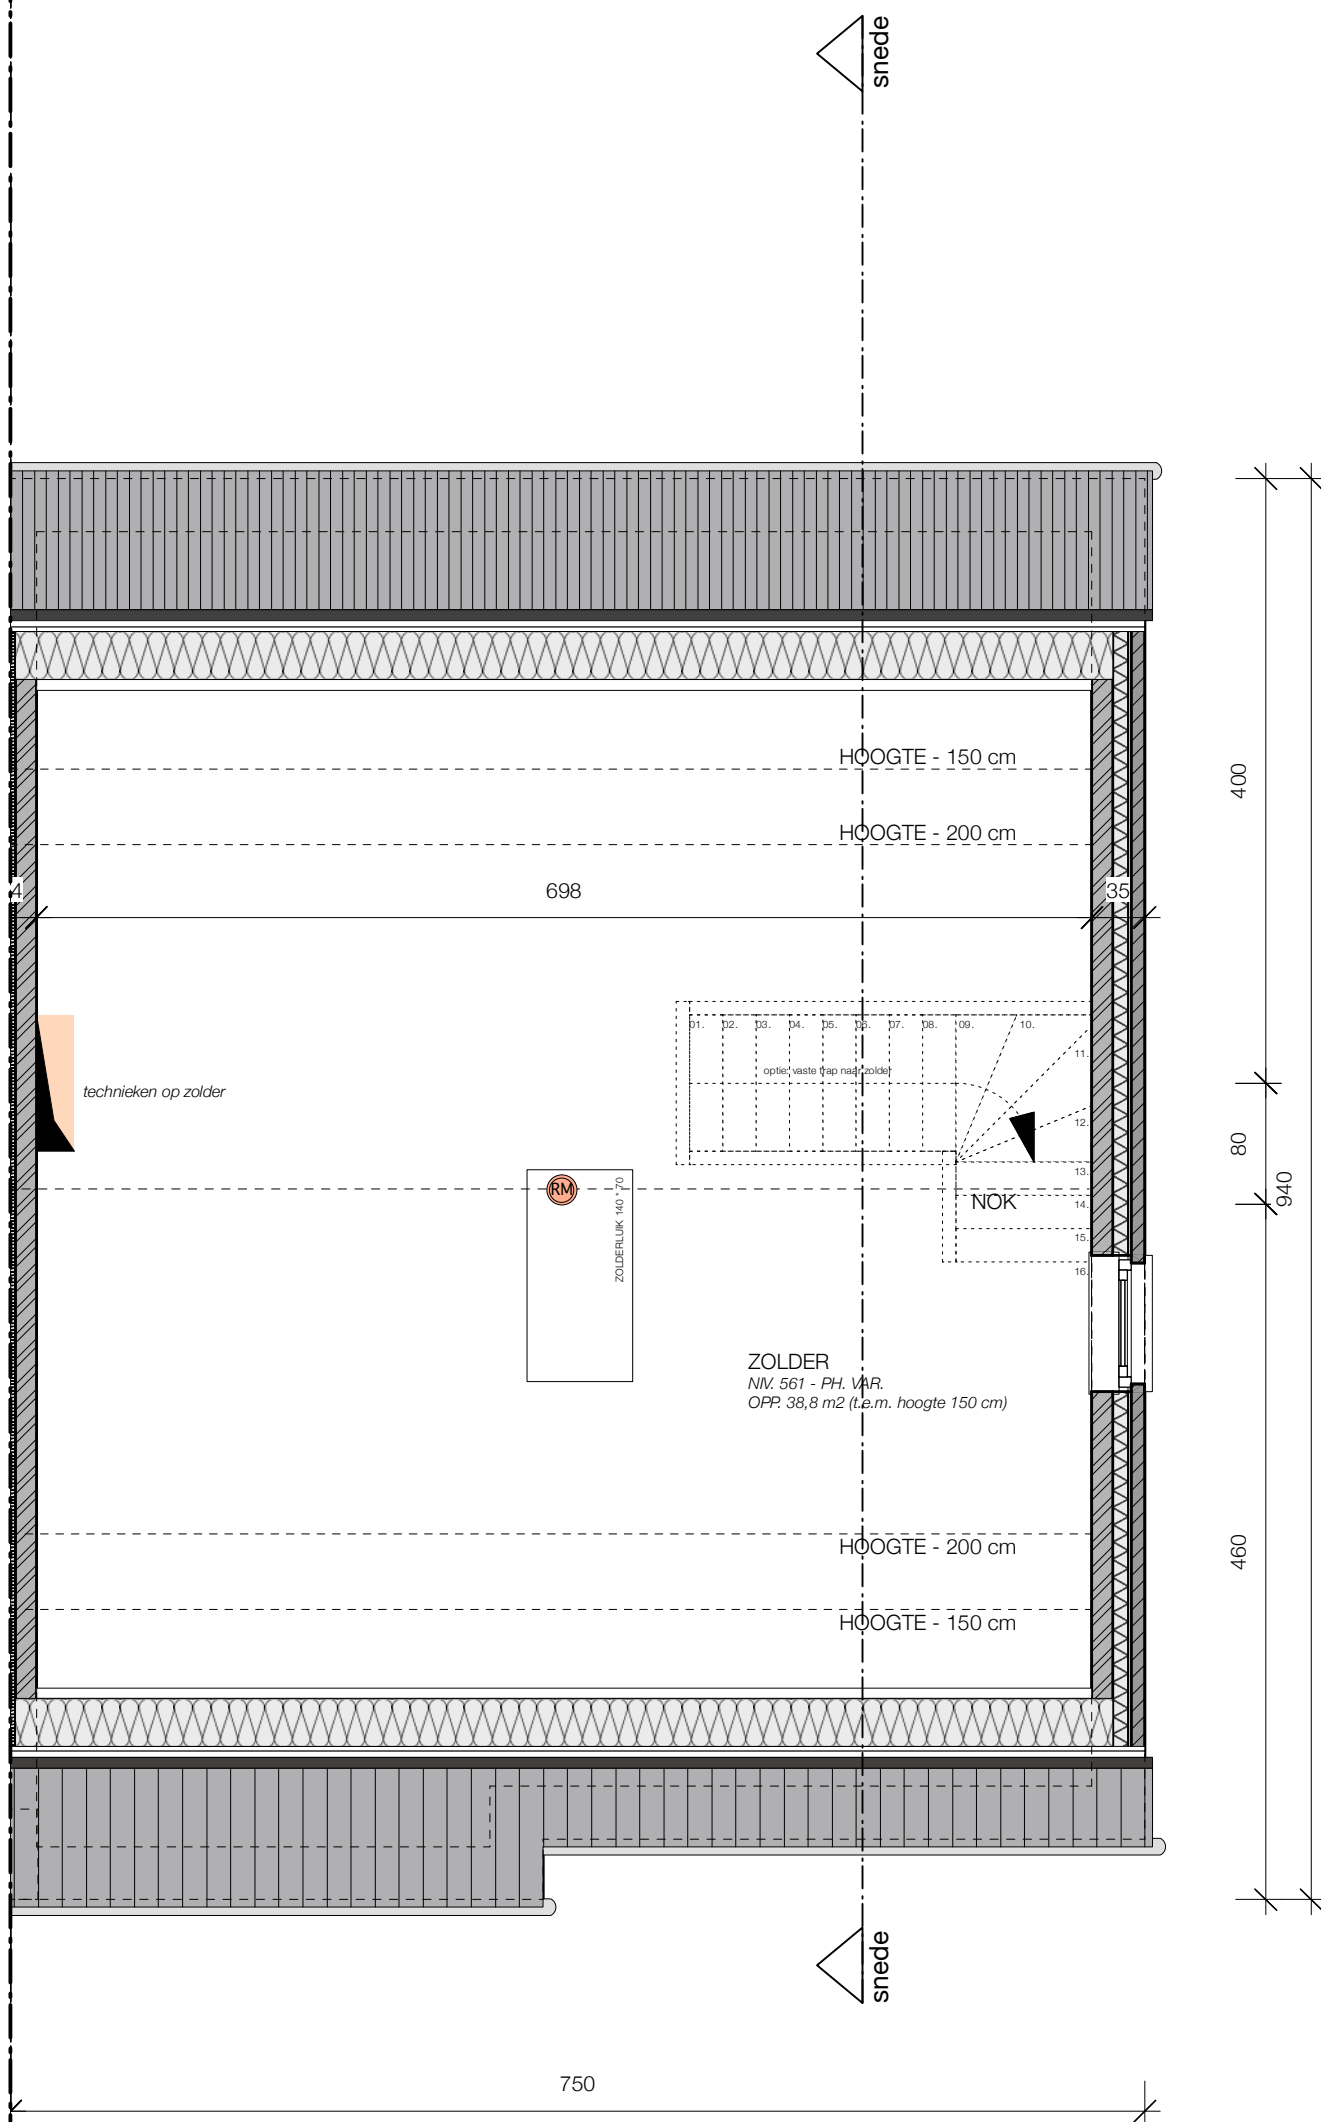 snede
HOOGTE - 150 cm
400
HOOGTE - 200 cm
4
698
35
01.
02.
03.
04.
05.
06.
07.
08.
09.
10.
11.
optie: vaste trap naar zolder
technieken op zolder
12.
80
13.
RM
ZOLDERLUIK 140 * 70
NOK
14.
940
15.
16.
ZOLDER
NIV. 561 - PH. VAR.
OPP. 38,8 m2 (t.e.m. hoogte 150 cm)
HOOGTE - 200 cm
460
HOOGTE - 150 cm
snede
750